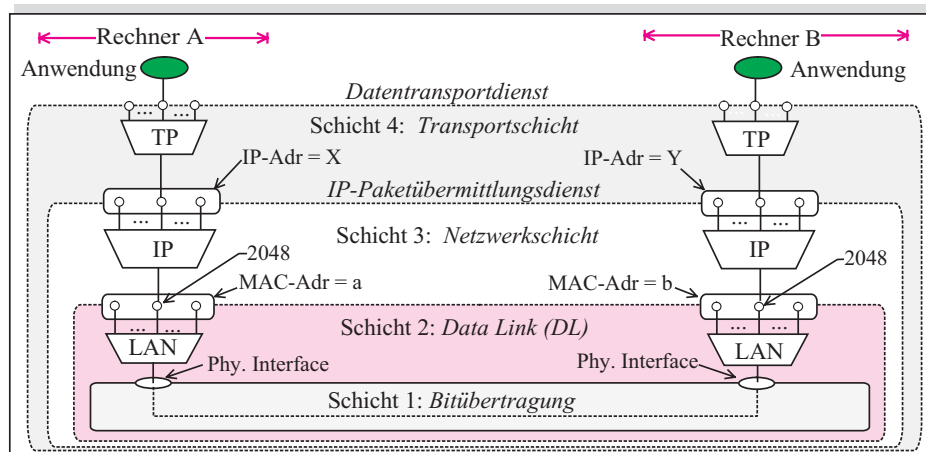 Rechner A
Rechner B
Anwendung
Anwendung
Datentransportdienst
... ...
Schicht 4: Transportschicht
... ...
TP
TP
IP-Adr = X
IP-Adr = Y
IP-Paketübermittlungsdienst
... ...
... ...
IP
Schicht 3: Netzwerkschicht
IP
2048
2048
MAC-Adr = a
MAC-Adr = b
... ...
Schicht 2: Data Link (DL)
... ...
LAN
LAN
Phy. Interface
Phy. Interface
Schicht 1: Bitübertragung